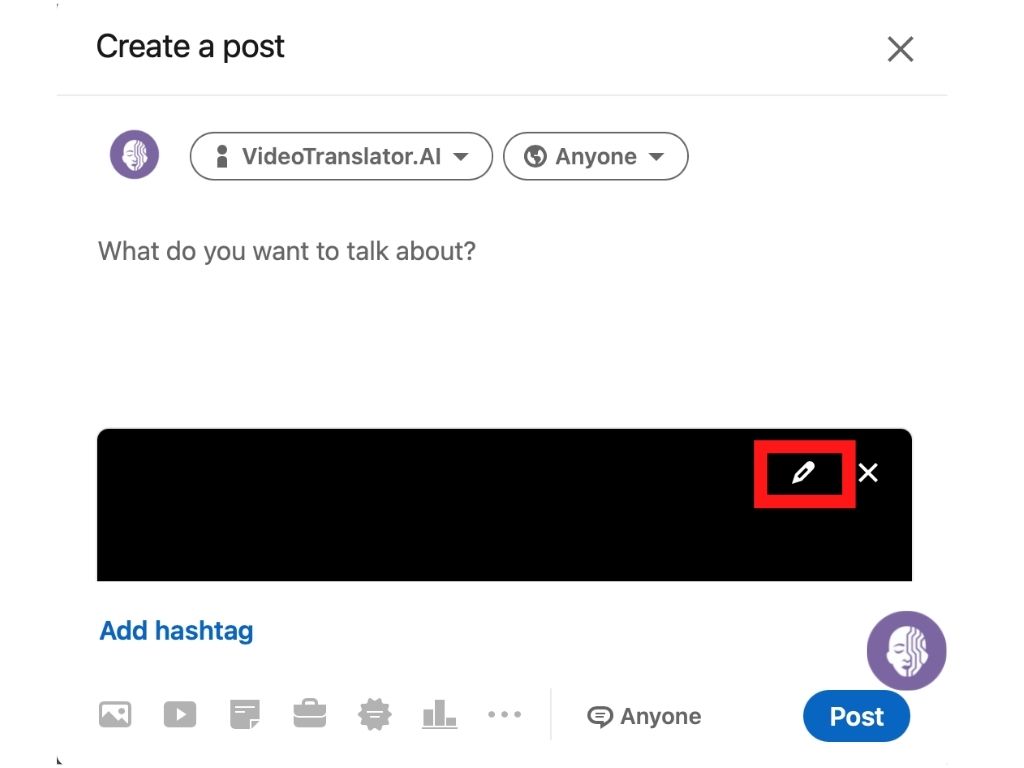 Create a post
VideoTranslator.AI
Anyone
What do you want to talk about?
Add hashtag
Anyone
Post